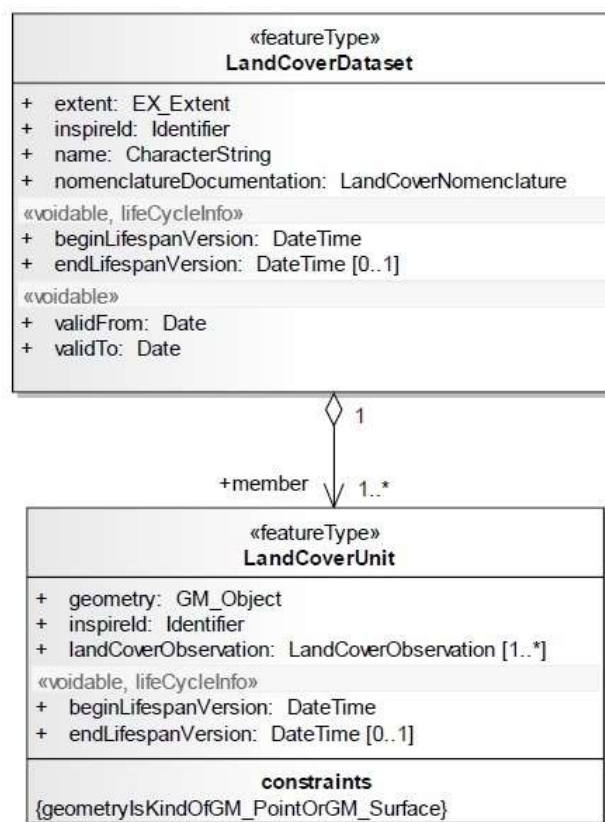 «featureType»
LandCoverDataset
+ extent: EX_Extent
+ inspireId: Identifier
+ name: CharacterString
+ nomenclatureDocumentation: LandCoverNomenclature
«voidable, lifeCycleInfo»
+ beginLifespanVersion: DateTime
+ endLifespanVersion: DateTime [0..1]
«voidable»
+ validFrom: Date
+ validTo: Date
1
+member 1..*
«featureType»
LandCoverUnit
+ geometry: GM_Object
+ inspireId: Identifier
+ landCoverObservation: LandCoverObservation [1..*]
«voidable, lifeCycleInfo»
+ beginLifespanVersion: DateTime
+ endLifespanVersion: DateTime [0..1]
constraints
{geometryIsKindOfGM_PointOrGM_Surface}